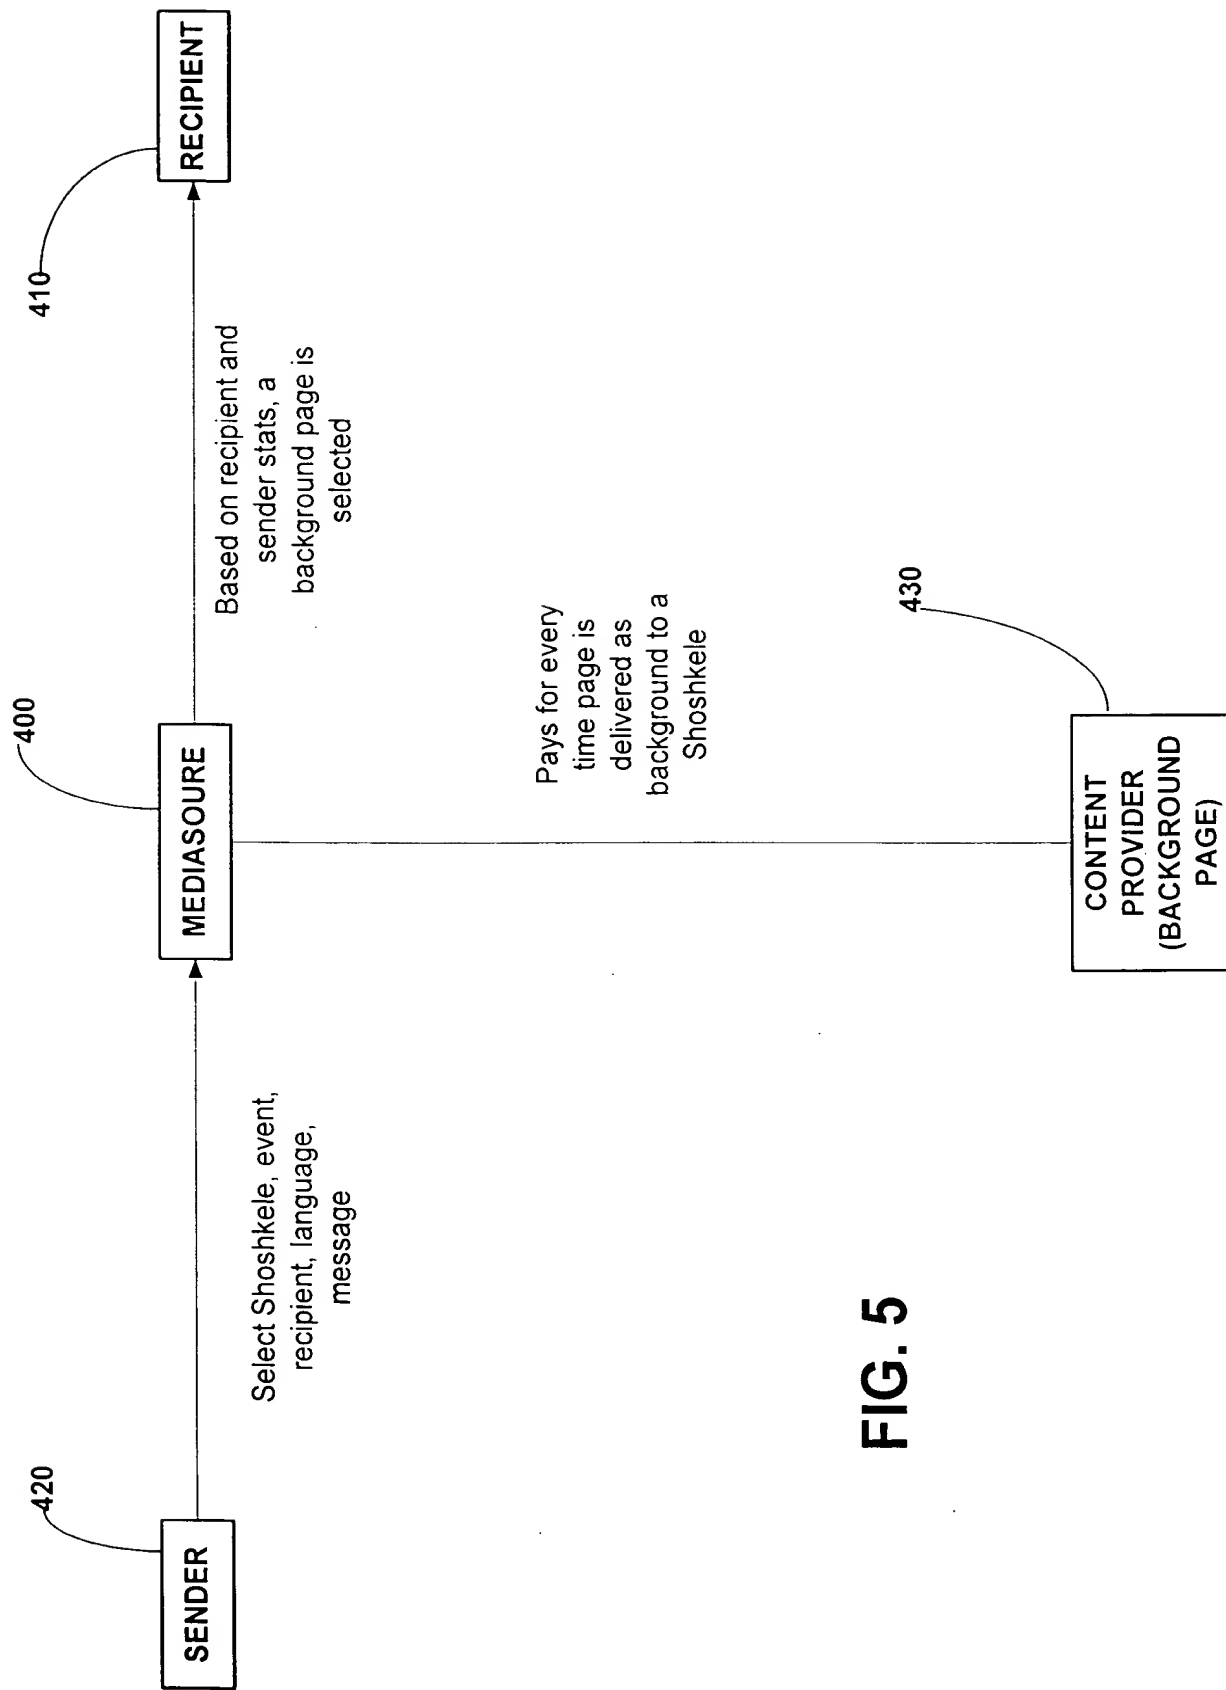 420
SENDER
Select Shoshkele, event,
recipient, language,
message
400
MEDIASOURE
Based on recipient and
sender stats, a
background page is
selected
410
RECIPIENT
Pays for every
time page is
delivered as
background to a
Shoshkele
430
CONTENT
PROVIDER
(BACKGROUND
PAGE)
FIG. 5